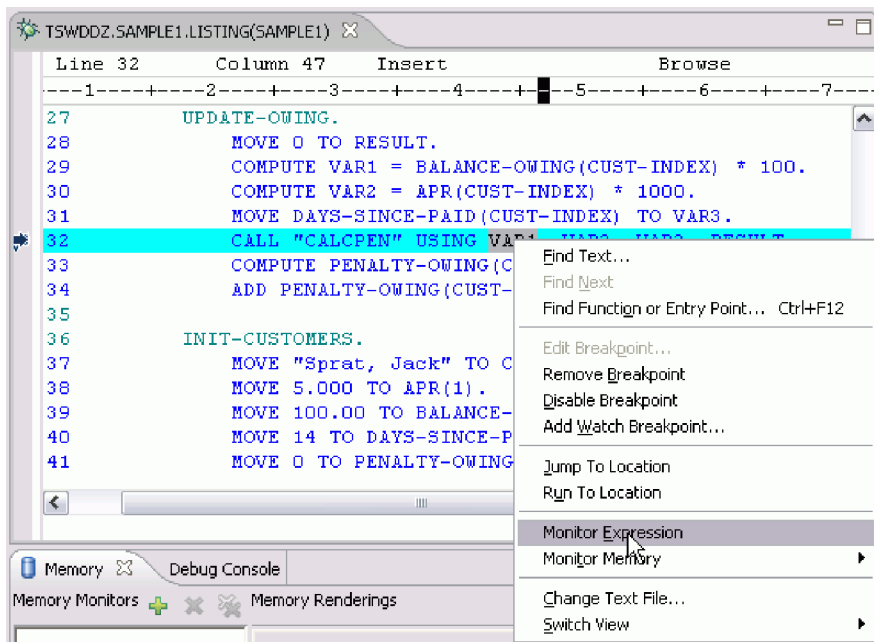 TSWDDZ.SAMPLE1.LISTING(SAMPLE1)
Line 32 Column 47 Insert Browse
----1----+----2----+----3----+----4----+-█--5----+----6----+----7----
27 UPDATE-OWING.
28 MOVE 0 TO RESULT.
29 COMPUTE VAR1 = BALANCE-OWING(CUST-INDEX) * 100.
30 COMPUTE VAR2 = APR(CUST-INDEX) * 1000.
31 MOVE DAYS-SINCE-PAID(CUST-INDEX) TO VAR3.
32 CALL "CALCPEN" USING VAR1, VAR2, VAR3, RESULT
33 COMPUTE PENALTY-OWING(C
34 ADD PENALTY-OWING(CUST-
35
36 INIT-CUSTOMERS.
37 MOVE "Sprat, Jack" TO C
38 MOVE 5.000 TO APR(1).
39 MOVE 100.00 TO BALANCE-
40 MOVE 14 TO DAYS-SINCE-P
41 MOVE 0 TO PENALTY-OWING
Find Text...
Find Next
Find Function or Entry Point... Ctrl+F12
Edit Breakpoint...
Remove Breakpoint
Disable Breakpoint
Add Watch Breakpoint...
Jump To Location
Run To Location
Monitor Expression
Monitor Memory
Change Text File...
Switch View
Memory Debug Console
Memory Monitors Memory Renderings